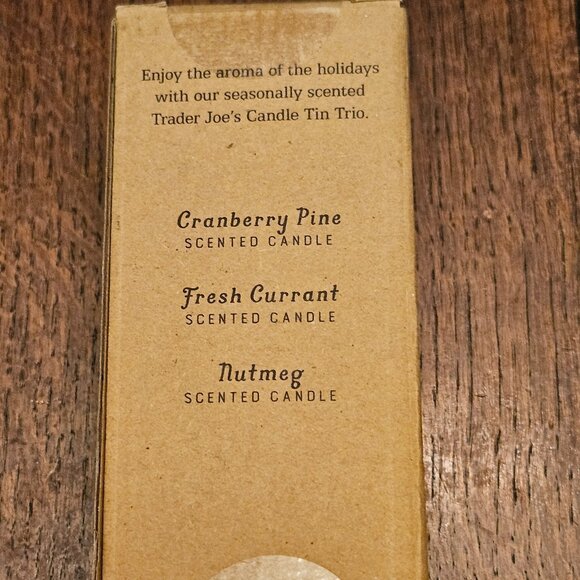 Enjoy the aroma of the holidays
with our seasonally scented
Trader Joe's Candle Tin Trio.
Cranberry Pine
SCENTED CANDLE
Fresh Currant
SCENTED CANDLE
Nutmeg
SCENTED CANDLE